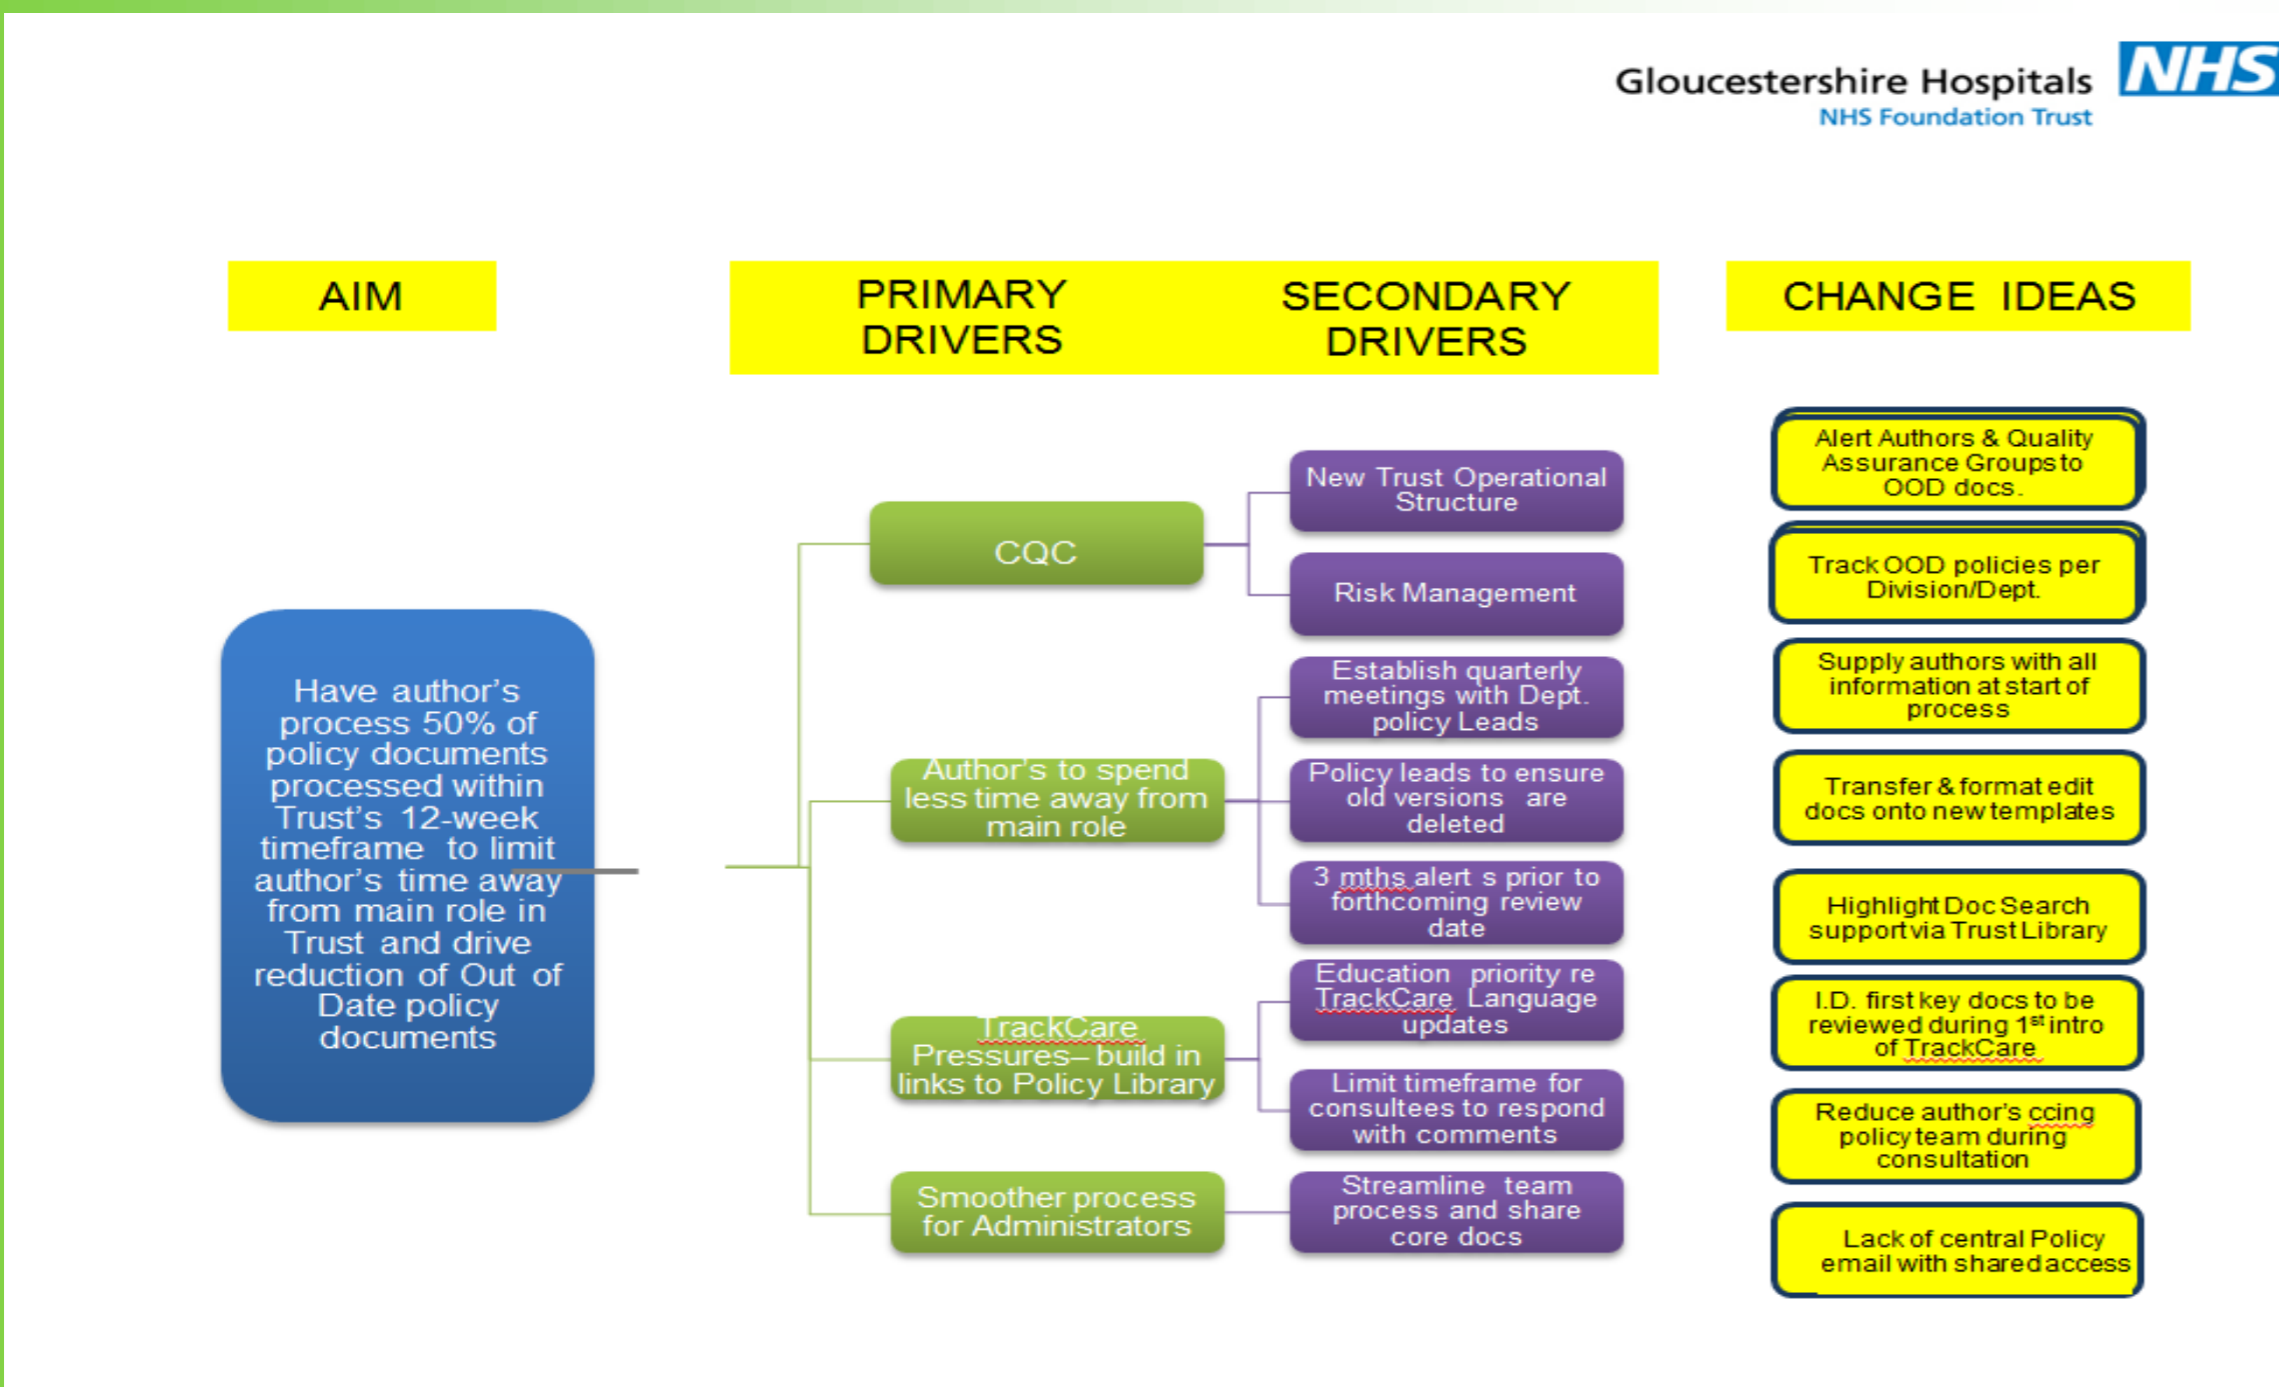 Gloucestershire Hospitals
NHS
NHS Foundation Trust
AIM
PRIMARY
DRIVERS
SECONDARY
DRIVERS
CHANGE IDEAS
Have author’s
process 50% of
policy documents
processed within
Trust’s 12-week
timeframe to limit
author’s time away
from main role in
Trust and drive
reduction of Out of
Date policy
documents
CQC
Author’s to spend
less time away from
main role
TrackCare
Pressures– build in
links to Policy Library
Smoother process
for Administrators
New Trust Operational
Structure
Risk Management
Establish quarterly
meetings with Dept.
policy Leads
Policy leads to ensure
old versions are
deleted
3 mths alert s prior to
forthcoming review
date
Education priority re
TrackCare Language
updates
Limit timeframe for
consultees to respond
with comments
Streamline team
process and share
core docs
Alert Authors & Quality
Assurance Groups to
OOD docs.
Track OOD policies per
Division/Dept.
Supply authors with all
information at start of
process
Transfer & format edit
docs onto new templates
Highlight Doc Search
support via Trust Library
I.D. first key docs to be
reviewed during 1st intro
of TrackCare
Reduce author’s ccing
policy team during
consultation
Lack of central Policy
email with shared access